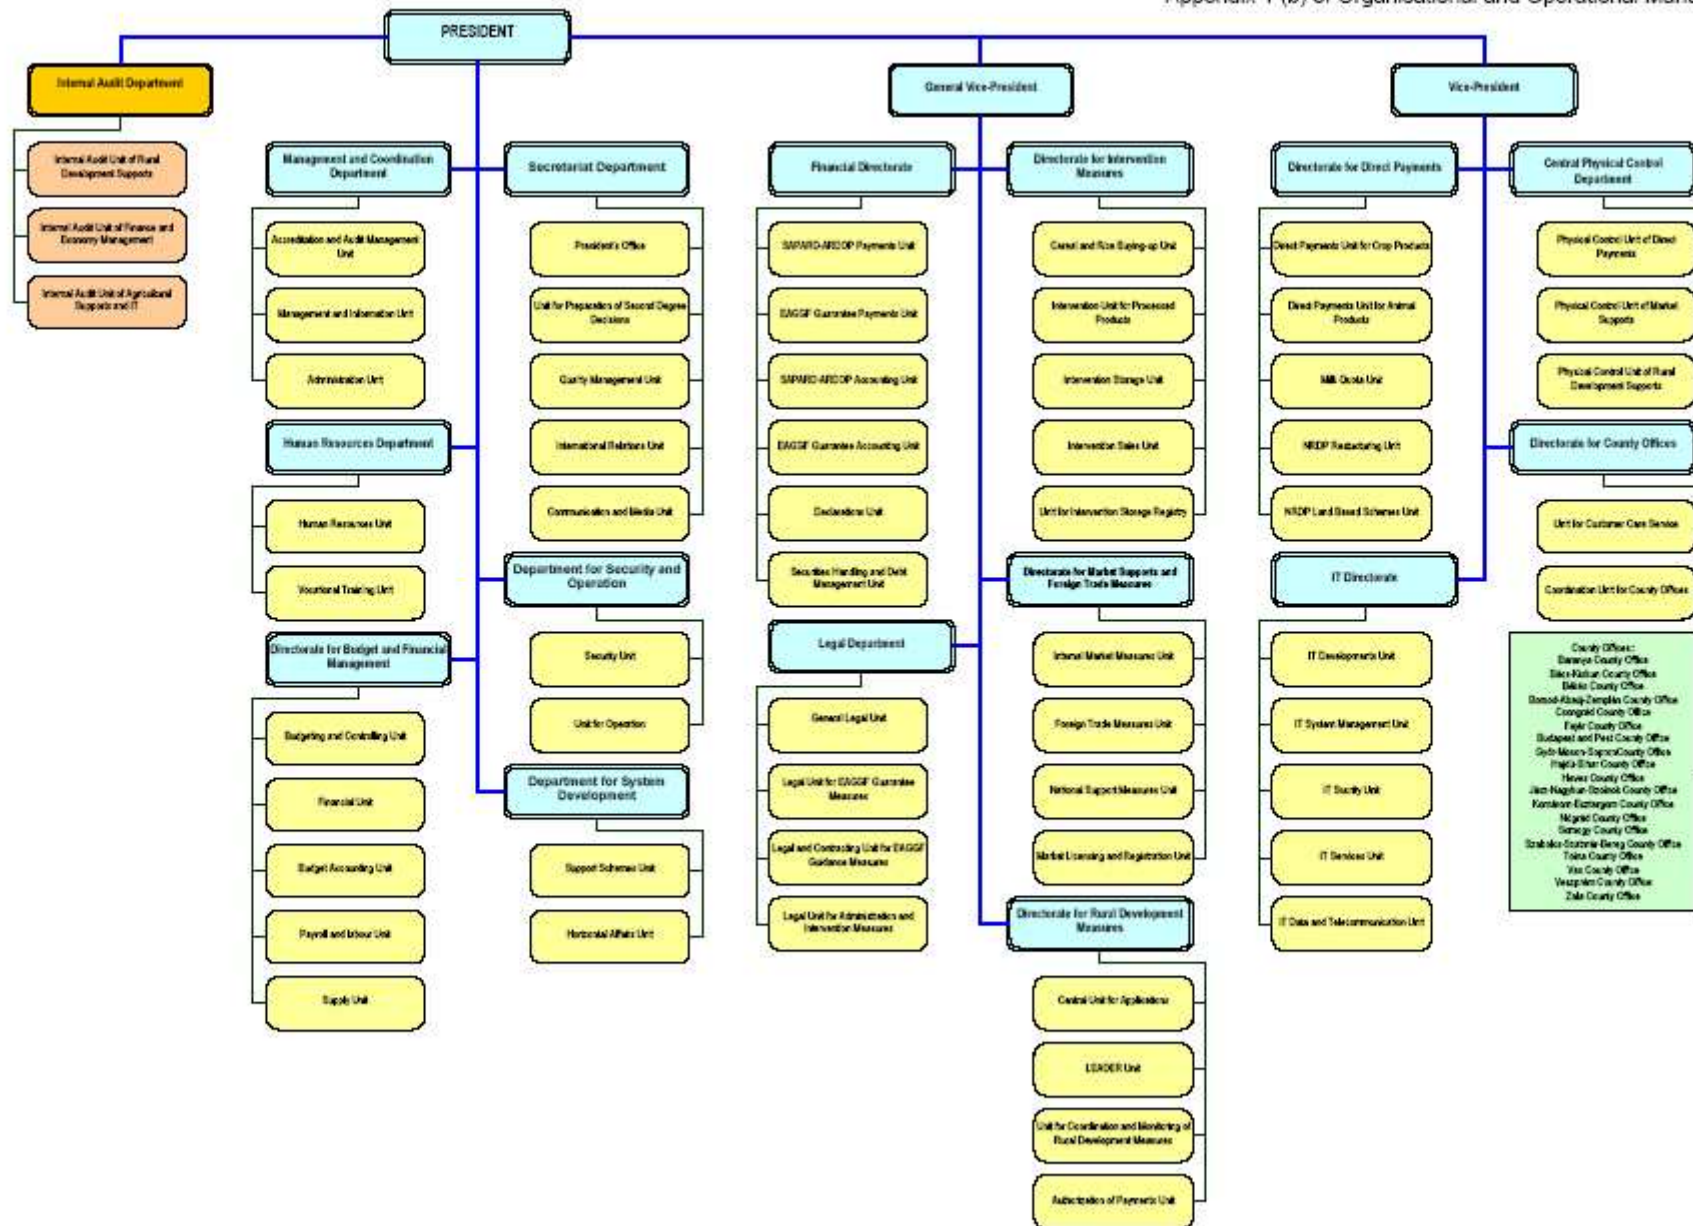 Appendix 1 (b) of Organisational and Operational
PRESIDENT
Internal Audit Department
General Vice-President
Vice-President
Internal Audit Unit of Rural
Development Supports
Internal Audit Unit of Finance and
Economy Management
Internal Audit Unit of Agricultural
Supports and IT
Management and Coordination
Department
Accreditation and Audit Management
Unit
Management and Information Unit
Administration Unit
Human Resources Department
Human Resources Unit
Vocational Training Unit
Directorate for Budget and Financial
Management
Budgeting and Controlling Unit
Financial Unit
Budget Accounting Unit
Payroll and labour Unit
Supply Unit
Secretariat Department
President's Office
Unit for Preparation of Second Degree
Decisions
Quality Management Unit
International Relations Unit
Communication and Media Unit
Department for Security and
Operation
Security Unit
Unit for Operation
Department for System
Development
Support Schemes Unit
Horizontal Affairs Unit
Financial Directorate
SAPARD-ARDOP Payments Unit
EAGGF Guarantee Payments Unit
SAPARD-ARDOP Accounting Unit
EAGGF Guarantee Accounting Unit
Declarations Unit
Securities Handling and Debt
Management Unit
Legal Department
General Legal Unit
Legal Unit for EAGGF Guarantee
Measures
Legal and Contracting Unit for EAGGF
Guidance Measures
Legal Unit for Administration and
Intervention Measures
Directorate for Intervention
Measures
Cereal and Rice Buying-up Unit
Intervention Unit for Processed
Products
Intervention Storage Unit
Intervention Sales Unit
Unit for Intervention Storage Registry
Directorate for Market Supports and
Foreign Trade Measures
Internal Market Measures Unit
Foreign Trade Measures Unit
National Support Measures Unit
Market Licensing and Registration Unit
Directorate for Rural Development
Measures
Central Unit for Applications
LEADER Unit
Unit for Coordination and Monitoring of
Rural Development Measures
Authorization of Payments Unit
Directorate for Direct Payments
Direct Payments Unit for Crop Products
Direct Payments Unit for Animal
Products
Milk Quota Unit
NRDP Restructuring Unit
NRDP Land Based Schemes Unit
IT Directorate
IT Developments Unit
IT System Management Unit
IT Scurity Unit
IT Services Unit
IT Data and Telecommunication Unit
Central Physical Control
Department
Physical Control Unit of Direct
Payments
Physical Control Unit of Market
Supports
Physical Control Unit of Rural
Development Supports
Directorate for County Offices
Unit for Customer Care Service
Coordination Unit for County Offices
County Offices:
Baranya County Office
Bács-Kiskun County Office
Békés County Office
Borsod-Abaúj-Zemplén County Office
Csongrád County Office
Fejér County Office
Budapest and Pest County Office
Győr-Moson-SopronCounty Office
Hajdú-Bihar County Office
Heves County Office
Jász-Nagykun-Szolnok County Office
Komárom-Esztergom County Office
Nógrád County Office
Somogy County Office
Szabolcs-Szatmár-Bereg County Office
Tolna County Office
Vas County Office
Veszprém County Office
Zala County Office